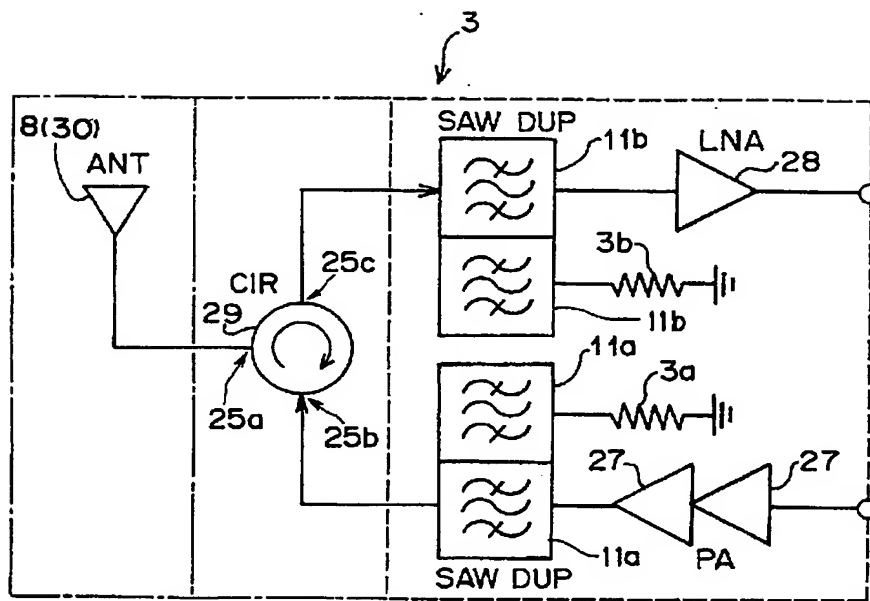 3
8(30)
ANT
SAW DUP
11b
LNA
28
CIR
29
25c
3b
11b
25a
25b
11a
3a
27
27
11a
PA
SAW DUP